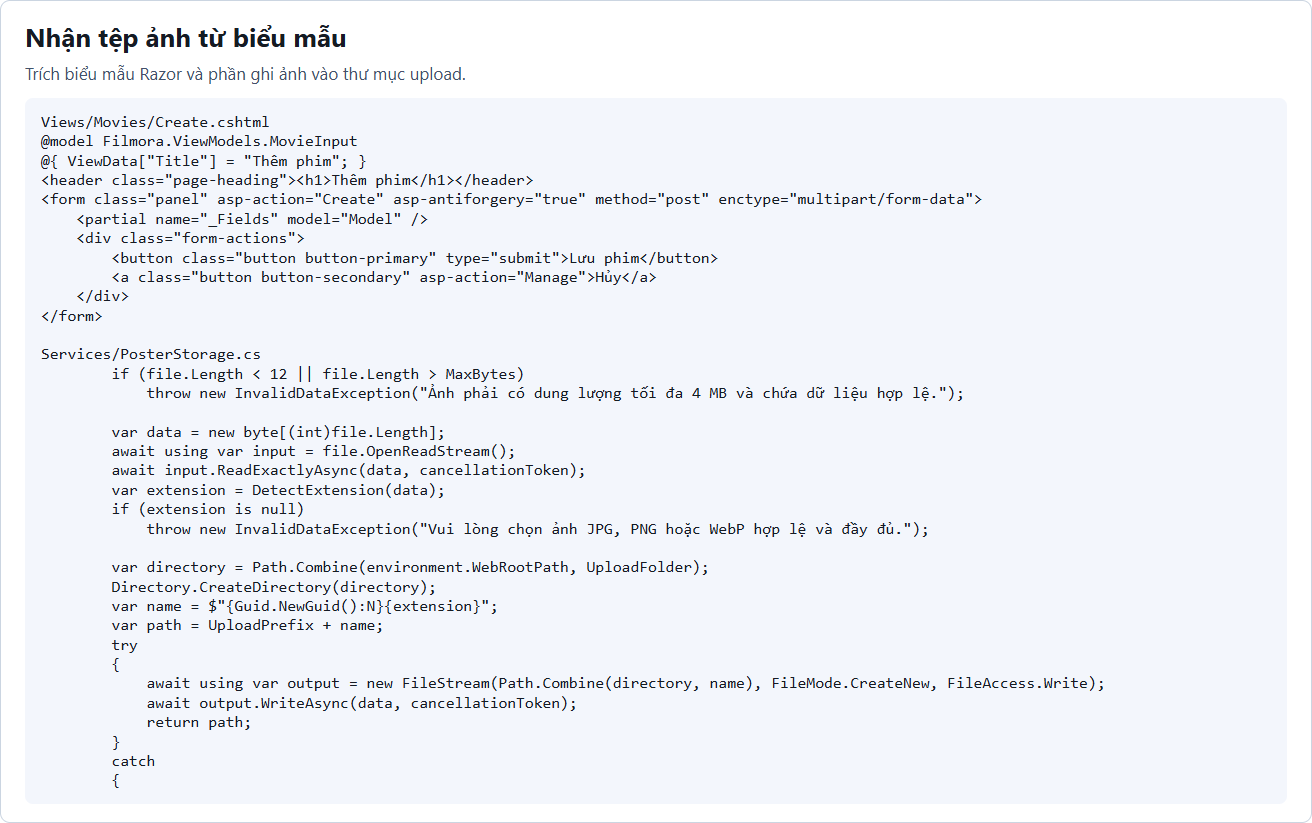 Nhận tệp ảnh từ biểu mẫu
Trích biểu mẫu Razor và phần ghi ảnh vào thư mục upload.
Views/Movies/Create.cshtml
@model Filmora.ViewModels.MovieInput
@{ ViewData["Title"] = "Thêm phim"; }
<header class="page-heading"><h1>Thêm phim</h1></header>
<form class="panel" asp-action="Create" asp-antiforgery="true" method="post" enctype="multipart/form-data">
    <partial name="_Fields" model="Model" />
    <div class="form-actions">
        <button class="button button-primary" type="submit">Lưu phim</button>
        <a class="button button-secondary" asp-action="Manage">Hủy</a>
    </div>
</form>

Services/PosterStorage.cs
        if (file.Length < 12 || file.Length > MaxBytes)
            throw new InvalidDataException("Ảnh phải có dung lượng tối đa 4 MB và chứa dữ liệu hợp lệ.");

        var data = new byte[(int)file.Length];
        await using var input = file.OpenReadStream();
        await input.ReadExactlyAsync(data, cancellationToken);
        var extension = DetectExtension(data);
        if (extension is null)
            throw new InvalidDataException("Vui lòng chọn ảnh JPG, PNG hoặc WebP hợp lệ và đầy đủ.");

        var directory = Path.Combine(environment.WebRootPath, UploadFolder);
        Directory.CreateDirectory(directory);
        var name = $"{Guid.NewGuid():N}{extension}";
        var path = UploadPrefix + name;
        try
        {
            await using var output = new FileStream(Path.Combine(directory, name), FileMode.CreateNew, FileAccess.Write);
            await output.WriteAsync(data, cancellationToken);
            return path;
        }
        catch
        {